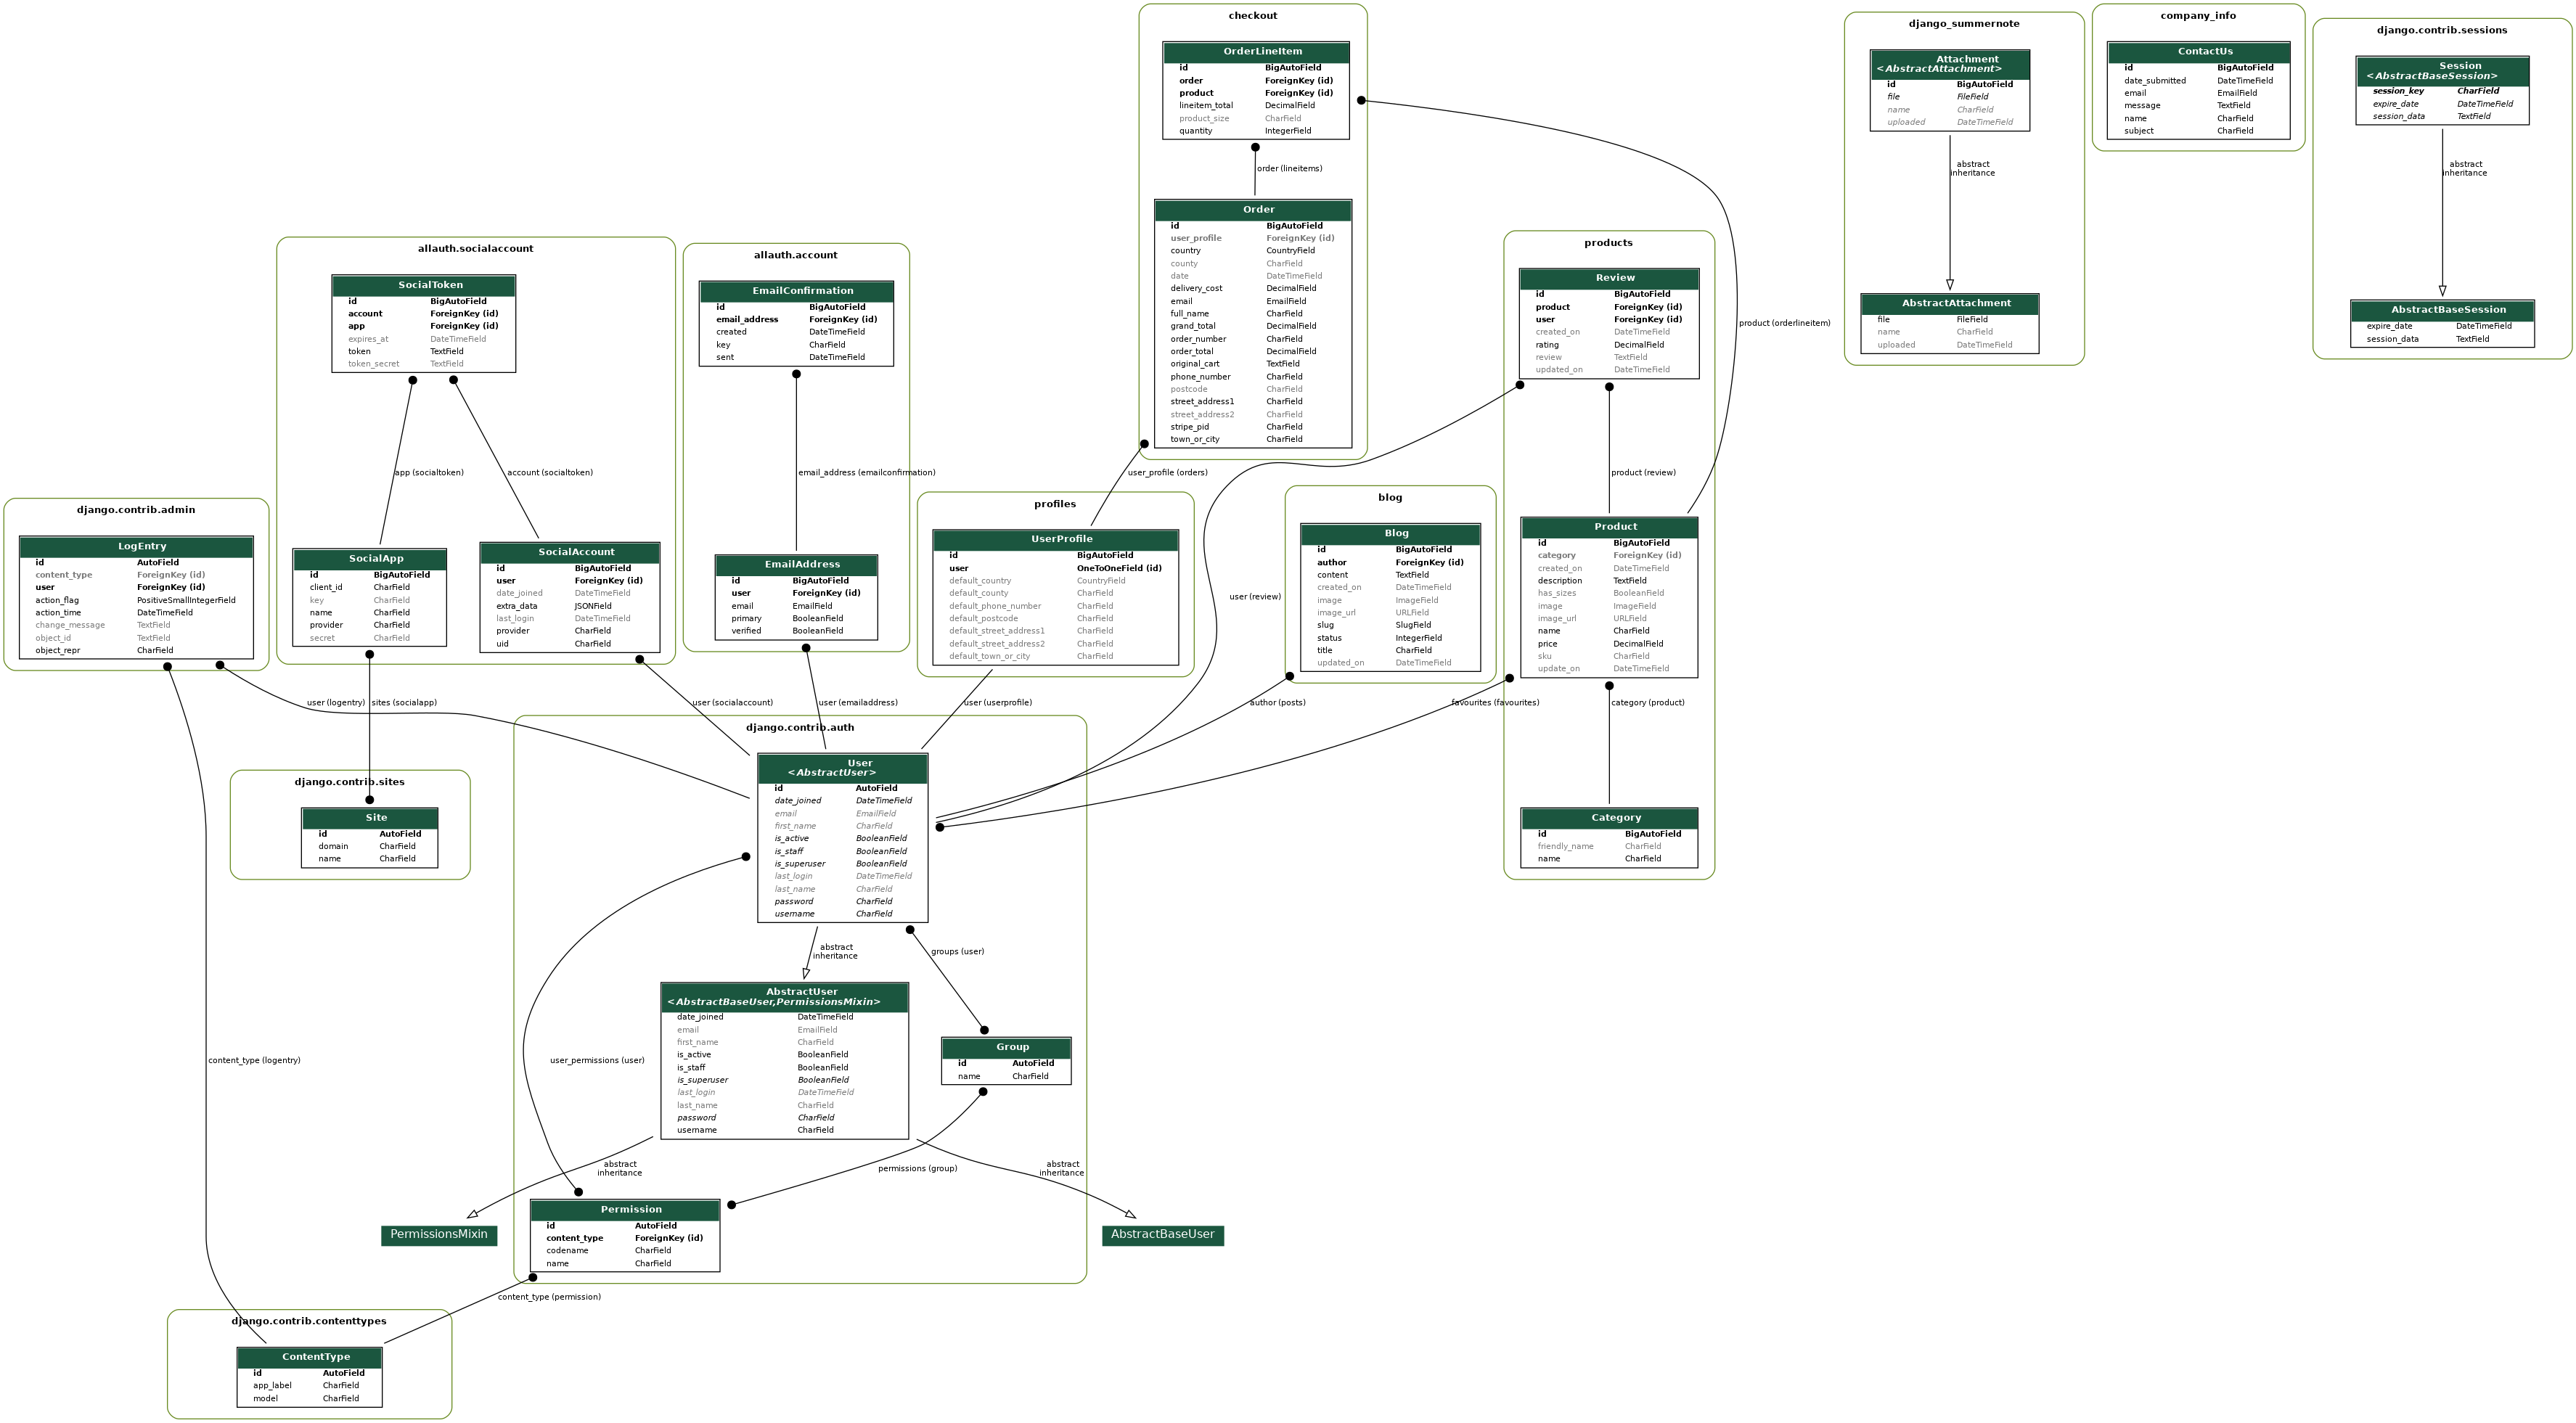 checkout
OrderLineItem
id BigAutoField
order ForeignKey (id)
product ForeignKey (id)
lineitem_total DecimalField
product_size CharField
quantity IntegerField
order (lineitems)
Order
id BigAutoField
user_profile ForeignKey (id)
country CountryField
county CharField
date DateTimeField
delivery_cost DecimalField
email EmailField
full_name CharField
grand_total DecimalField
order_number CharField
order_total DecimalField
original_cart TextField
phone_number CharField
postcode CharField
street_address1 CharField
street_address2 CharField
stripe_pid CharField
town_or_city CharField
user_profile (orders)
product (orderlineitem)
django_summernote
Attachment
<AbstractAttachment>
id BigAutoField
file FileField
name CharField
uploaded DateTimeField
abstract
inheritance
AbstractAttachment
file FileField
name CharField
uploaded DateTimeField
company_info
ContactUs
id BigAutoField
date_submitted DateTimeField
email EmailField
message TextField
name CharField
subject CharField
django.contrib.sessions
Session
<AbstractBaseSession>
session_key CharField
expire_date DateTimeField
session_data TextField
abstract
inheritance
AbstractBaseSession
expire_date DateTimeField
session_data TextField
allauth.socialaccount
SocialToken
id BigAutoField
account ForeignKey (id)
app ForeignKey (id)
expires_at DateTimeField
token TextField
token_secret TextField
app (socialtoken)
account (socialtoken)
SocialApp
id BigAutoField
client_id CharField
key CharField
name CharField
provider CharField
secret CharField
SocialAccount
id BigAutoField
user ForeignKey (id)
date_joined DateTimeField
extra_data JSONField
last_login DateTimeField
provider CharField
uid CharField
allauth.account
EmailConfirmation
id BigAutoField
email_address ForeignKey (id)
created DateTimeField
key CharField
sent DateTimeField
email_address (emailconfirmation)
EmailAddress
id BigAutoField
user ForeignKey (id)
email EmailField
primary BooleanField
verified BooleanField
products
Review
id BigAutoField
product ForeignKey (id)
user ForeignKey (id)
created_on DateTimeField
rating DecimalField
review TextField
updated_on DateTimeField
product (review)
Product
id BigAutoField
category ForeignKey (id)
created_on DateTimeField
description TextField
has_sizes BooleanField
image ImageField
image_url URLField
name CharField
price DecimalField
sku CharField
update_on DateTimeField
category (product)
Category
id BigAutoField
friendly_name CharField
name CharField
django.contrib.admin
LogEntry
id AutoField
content_type ForeignKey (id)
user ForeignKey (id)
action_flag PositiveSmallIntegerField
action_time DateTimeField
change_message TextField
object_id TextField
object_repr CharField
profiles
UserProfile
id BigAutoField
user OneToOneField (id)
default_country CountryField
default_county CharField
default_phone_number CharField
default_postcode CharField
default_street_address1 CharField
default_street_address2 CharField
default_town_or_city CharField
blog
Blog
id BigAutoField
author ForeignKey (id)
content TextField
created_on DateTimeField
image ImageField
image_url URLField
slug SlugField
status IntegerField
title CharField
updated_on DateTimeField
user (review)
user (logentry)
sites (socialapp)
user (socialaccount)
user (emailaddress)
user (userprofile)
author (posts)
favourites (favourites)
django.contrib.sites
Site
id AutoField
domain CharField
name CharField
django.contrib.auth
User
<AbstractUser>
id AutoField
date_joined DateTimeField
email EmailField
first_name CharField
is_active BooleanField
is_staff BooleanField
is_superuser BooleanField
last_login DateTimeField
last_name CharField
password CharField
username CharField
abstract
inheritance
groups (user)
AbstractUser
<AbstractBaseUser,PermissionsMixin>
date_joined DateTimeField
email EmailField
first_name CharField
is_active BooleanField
is_staff BooleanField
is_superuser BooleanField
last_login DateTimeField
last_name CharField
password CharField
username CharField
Group
id AutoField
name CharField
content_type (logentry)
user_permissions (user)
abstract
inheritance
permissions (group)
abstract
inheritance
PermissionsMixin
Permission
id AutoField
content_type ForeignKey (id)
codename CharField
name CharField
AbstractBaseUser
content_type (permission)
django.contrib.contenttypes
ContentType
id AutoField
app_label CharField
model CharField